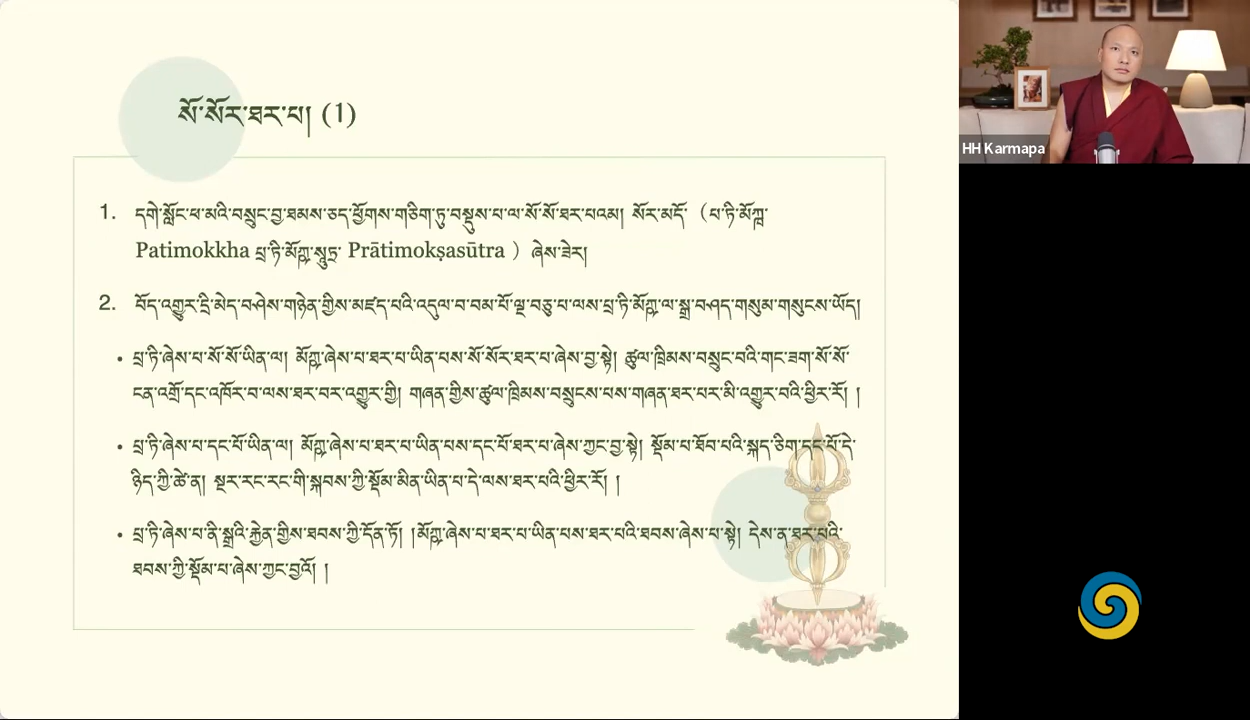 སོ་སོར་ཐར་པ། (1)
1. དགེ་སློང་ཕ་མའི་བསྲུང་བྱ་ཐམས་ཅད་ཕྱོགས་གཅིག་ཏུ་བསྡུས་པ་ལ་སོ་སོ་ཐར་པའམ། སོར་མདོ་（པ་ཏི་མོཀྑ་
Patimokkha པྲ་ཏི་མོཀྵ་སཱུ་ཏྲ་ Prātimokṣasūtra ）ཞེས་ཟེར།
2. བོད་འགྱུར་དྲི་མེད་བཤེས་གཉེན་གྱིས་མཛད་པའི་འདུལ་བ་བམ་པོ་ལྔ་བཅུ་པ་ལས་པྲ་ཏི་མོཀྵ་ལ་སྒྲ་བཤད་གསུམ་གསུངས་ཡོད།
• པྲ་ཏི་ཞེས་པ་སོ་སོ་ཡིན་ལ། མོཀྵ་ཞེས་པ་ཐར་པ་ཡིན་པས་སོ་སོར་ཐར་པ་ཞེས་བྱ་སྟེ། ཚུལ་ཁྲིམས་བསྲུང་བའི་གང་ཟག་སོ་སོ་
ངན་འགྲོ་དང་འཁོར་བ་ལས་ཐར་བར་འགྱུར་གྱི། གཞན་གྱིས་ཚུལ་ཁྲིམས་བསྲུངས་པས་གཞན་ཐར་པར་མི་འགྱུར་བའི་ཕྱིར་རོ། །
• པྲ་ཏི་ཞེས་པ་དང་པོ་ཡིན་ལ། མོཀྵ་ཞེས་པ་ཐར་པ་ཡིན་པས་དང་པོ་ཐར་པ་ཞེས་ཀྱང་བྱ་སྟེ། སྡོམ་པ་ཐོབ་པའི་སྐད་ཅིག་དང་པོ་དེ་
ཉིད་ཀྱི་ཚེ་ན། སྔར་རང་རང་གི་སྐབས་ཀྱི་སྡོམ་མིན་ཡིན་པ་དེ་ལས་ཐར་པའི་ཕྱིར་རོ། །
• པྲ་ཏི་ཞེས་པ་ནི་སྒྲའི་རྐྱེན་གྱིས་ཐབས་ཀྱི་དོན་ཏོ། །མོཀྵ་ཞེས་པ་ཐར་པ་ཡིན་པས་ཐར་པའི་ཐབས་ཞེས་པ་སྟེ། དེས་ན་ཐར་པའི་
ཐབས་ཀྱི་སྡོམ་པ་ཞེས་ཀྱང་བྱའོ། །
HH Karmapa